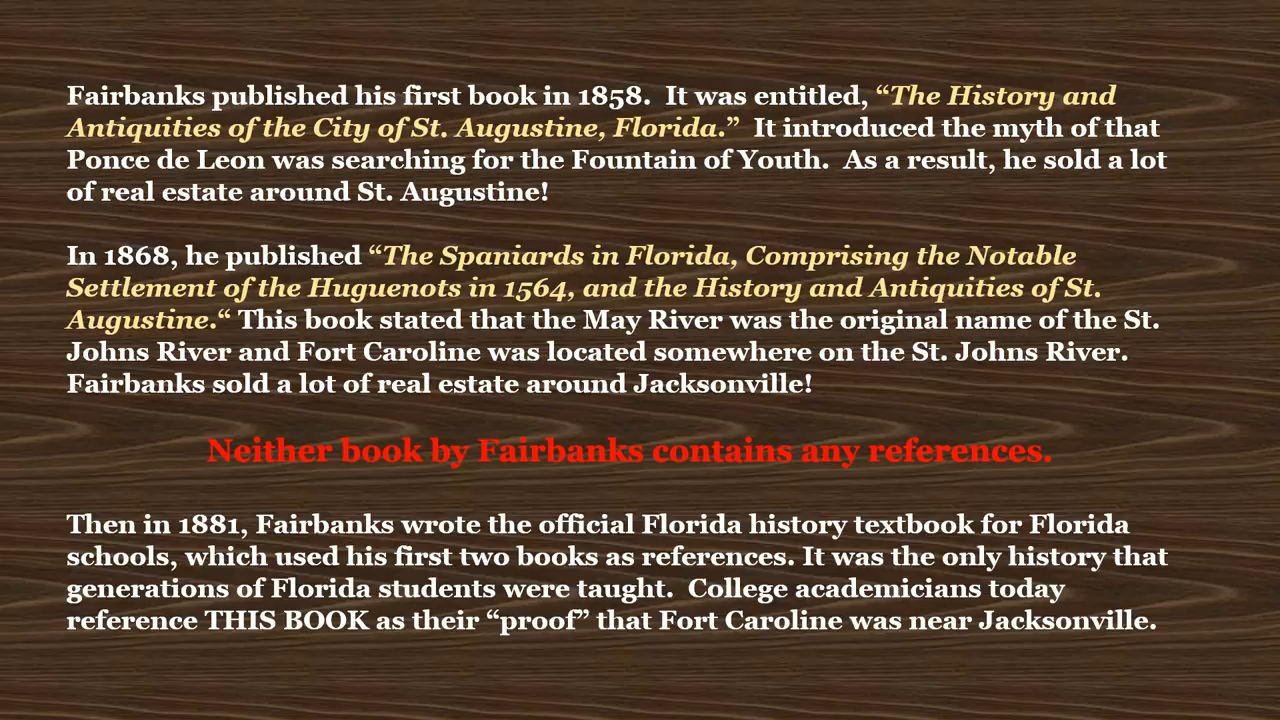 Fairbanks published his first book in 1858.  It was entitled, “The History and
Antiquities of the City of St. Augustine, Florida.”  It introduced the myth of that
Ponce de Leon was searching for the Fountain of Youth.  As a result, he sold a lot
of real estate around St. Augustine!
In 1868, he published “The Spaniards in Florida, Comprising the Notable
Settlement of the Huguenots in 1564, and the History and Antiquities of St.
Augustine.“ This book stated that the May River was the original name of the St.
Johns River and Fort Caroline was located somewhere on the St. Johns River.
Fairbanks sold a lot of real estate around Jacksonville!
Neither book by Fairbanks contains any references.
Then in 1881, Fairbanks wrote the official Florida history textbook for Florida
schools, which used his first two books as references. It was the only history that
generations of Florida students were taught.  College academicians today
reference THIS BOOK as their “proof” that Fort Caroline was near Jacksonville.